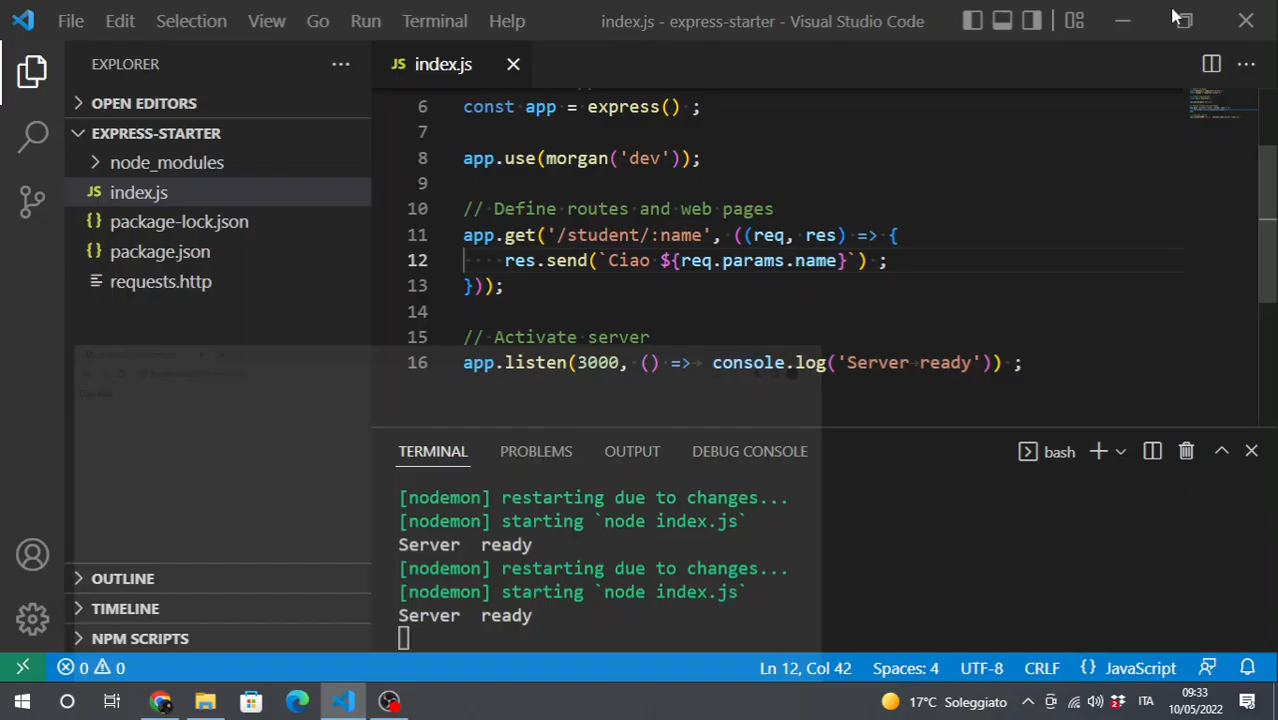 File Edit Selection View Go Run Terminal Help index.js - express-starter - Visual Studio Code
EXPLORER
JS index.js
OPEN EDITORS
EXPRESS-STARTER
node_modules
JS index.js
{} package-lock.json
{} package.json
requests.http
6 const app = express() ;
7
8 app.use(morgan('dev'));
9
10 // Define routes and web pages
11 app.get('/student/:name', ((req, res) => {
12 res.send(`Ciao ${req.params.name}`) ;
13 }));
14
15 // Activate server
16 app.listen(3000, () => console.log('Server ready')) ;
TERMINAL PROBLEMS OUTPUT DEBUG CONSOLE bash
[nodemon] restarting due to changes...
[nodemon] starting `node index.js`
Server ready
[nodemon] restarting due to changes...
[nodemon] starting `node index.js`
Server ready
OUTLINE
TIMELINE
NPM SCRIPTS
0 0 Ln 12, Col 42 Spaces: 4 UTF-8 CRLF {} JavaScript
17°C Soleggiato ITA 09:33
10/05/2022